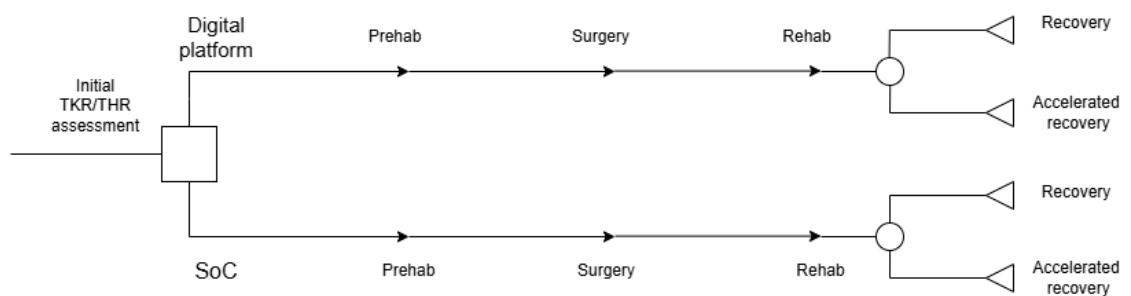 Initial
TKR/THR
assessment
Digital
platform
Prehab
Surgery
Rehab
Recovery
Accelerated
recovery
SoC
Prehab
Surgery
Rehab
Recovery
Accelerated
recovery